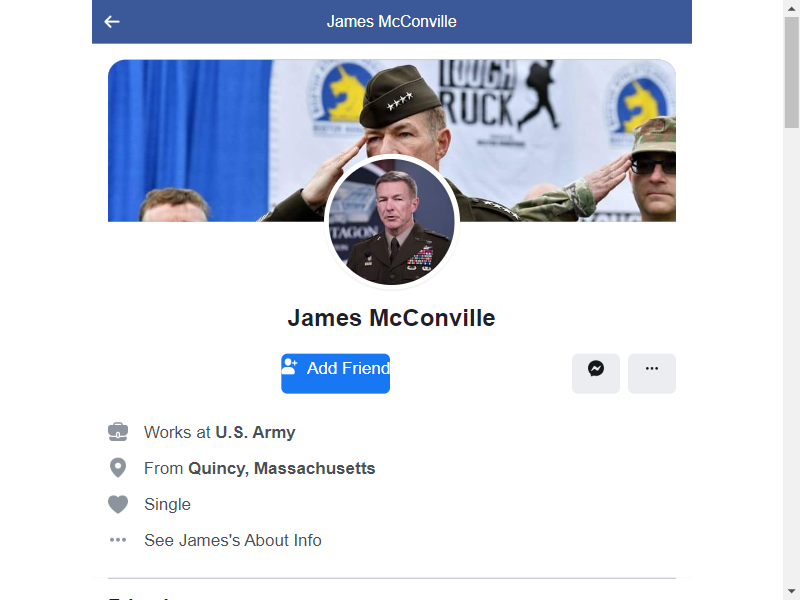 James McConville
TOUGH
RUCK
TAGON
James McConville
Add Friend
Works at U.S. Army
From Quincy, Massachusetts
Single
See James's About Info